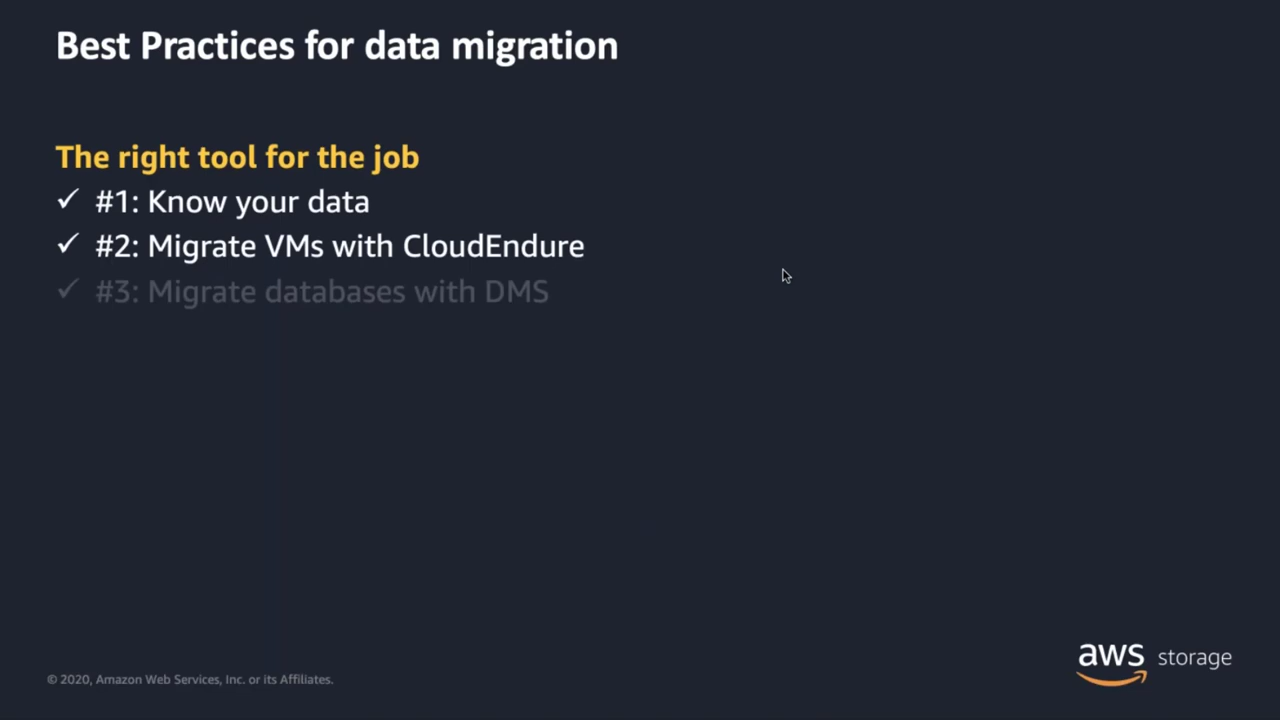 Best Practices for data migration
The right tool for the job
✓ #1: Know your data
✓ #2: Migrate VMs with CloudEndure
✓ #3: Migrate databases with DMS
© 2020, Amazon Web Services, Inc. or its Affiliates.
aws storage